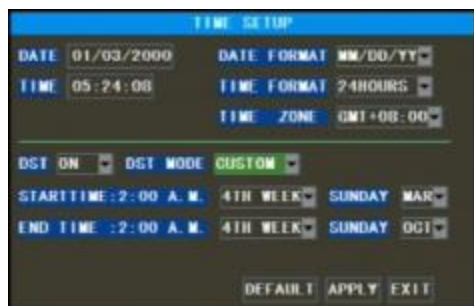 TIME SETUP
DATE 01/03/2000 DATE FORMAT MM/DD/YY
TIME 05:24:08 TIME FORMAT 24HOURS
TIME ZONE GMT+08:00
DST ON DST MODE CUSTOM
STARTTIME:2:00 A.M. 4TH WEEK SUNDAY MAR
END TIME :2:00 A.M. 4TH WEEK SUNDAY OCT
DEFAULT APPLY EXIT